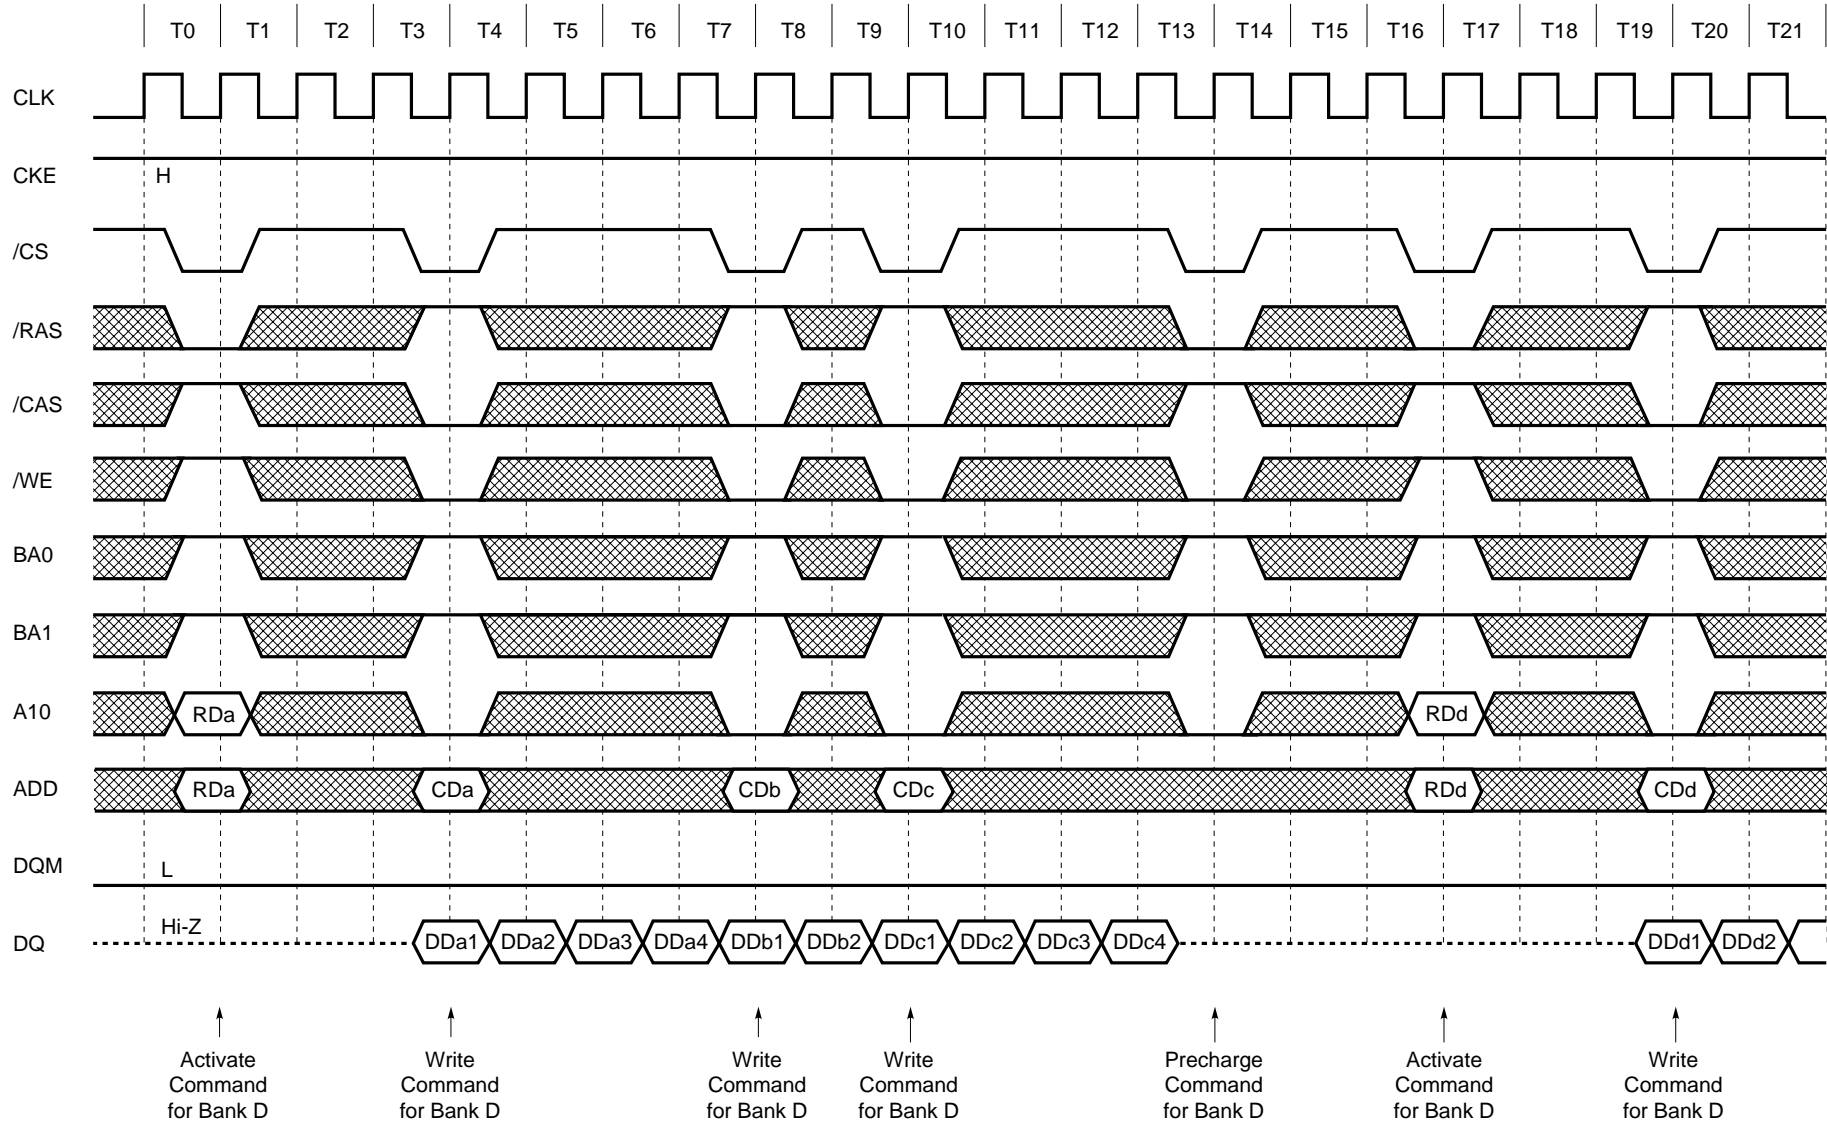 T0 T1 T2 T3 T4 T5 T6 T7 T8 T9 T10 T11 T12 T13 T14 T15 T16 T17 T18 T19 T20 T21
CLK
CKE H
/CS
/RAS
/CAS
/WE
BA0
BA1
A10 RDa RDd
ADD RDa CDa CDb CDc RDd CDd
DQM L
Hi-Z
DQ DDa1 DDa2 DDa3 DDa4 DDb1 DDb2 DDc1 DDc2 DDc3 DDc4 DDd1 DDd2
Activate
Command
for Bank D
Write
Command
for Bank D
Write
Command
for Bank D
Write
Command
for Bank D
Precharge
Command
for Bank D
Activate
Command
for Bank D
Write
Command
for Bank D